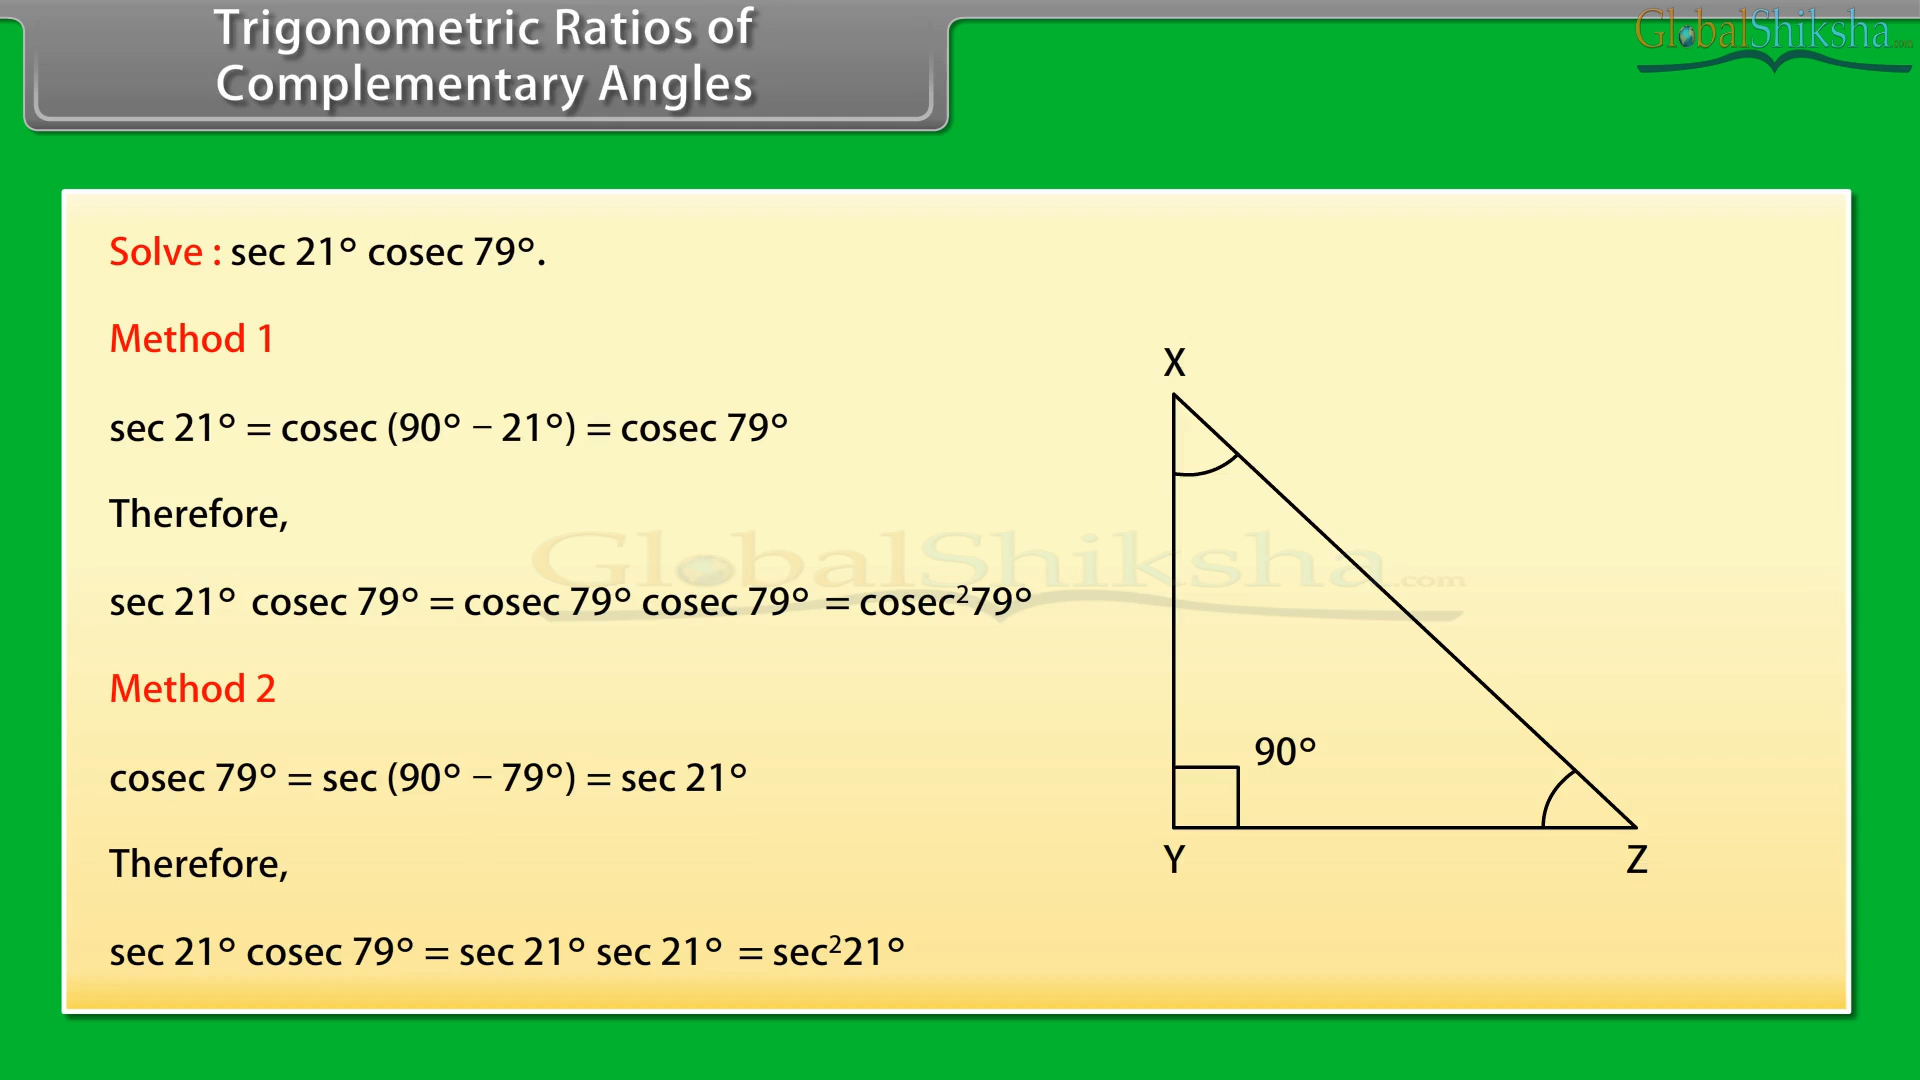 Trigonometric Ratios of
Complementary Angles
GlobalShiksha.com
Solve : sec 21° cosec 79°.
Method 1
sec 21° = cosec (90° − 21°) = cosec 79°
Therefore,
sec 21° cosec 79° = cosec 79° cosec 79° = cosec²79°
Method 2
cosec 79° = sec (90° − 79°) = sec 21°
Therefore,
sec 21° cosec 79° = sec 21° sec 21° = sec²21°
X
90°
Y
Z
GlobalShiksha.com